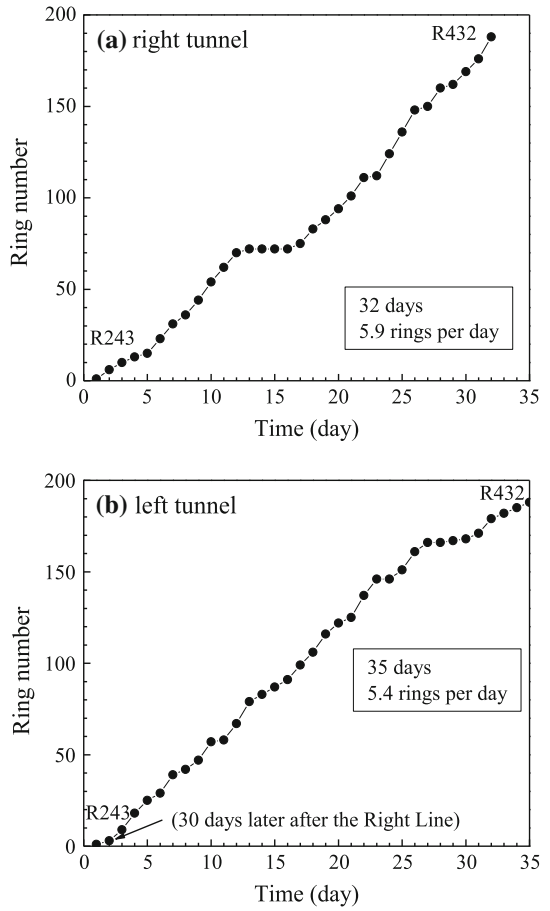 (a) right tunnel
R432
200
150
100
50
0
Ring number
R243
32 days
5.9 rings per day
0 5 10 15 20 25 30 35
Time (day)
(b) left tunnel
R432
200
150
100
50
0
Ring number
35 days
5.4 rings per day
R243
(30 days later after the Right Line)
0 5 10 15 20 25 30 35
Time (day)